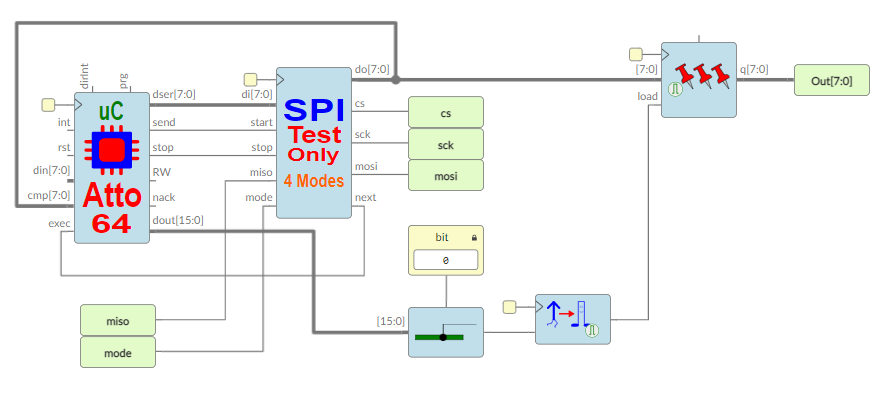 dirInt
prg
uC
Atto
64
int
rst
din[7:0]
cmp[7:0]
exec
dser[7:0]
send
stop
RW
nack
dout[15:0]
SPI
Test
Only
4 Modes
di[7:0]
start
stop
miso
mode
do[7:0]
cs
sck
mosi
next
cs
sck
mosi
[7:0]
load
q[7:0]
Out[7:0]
bit
0
[15:0]
miso
mode